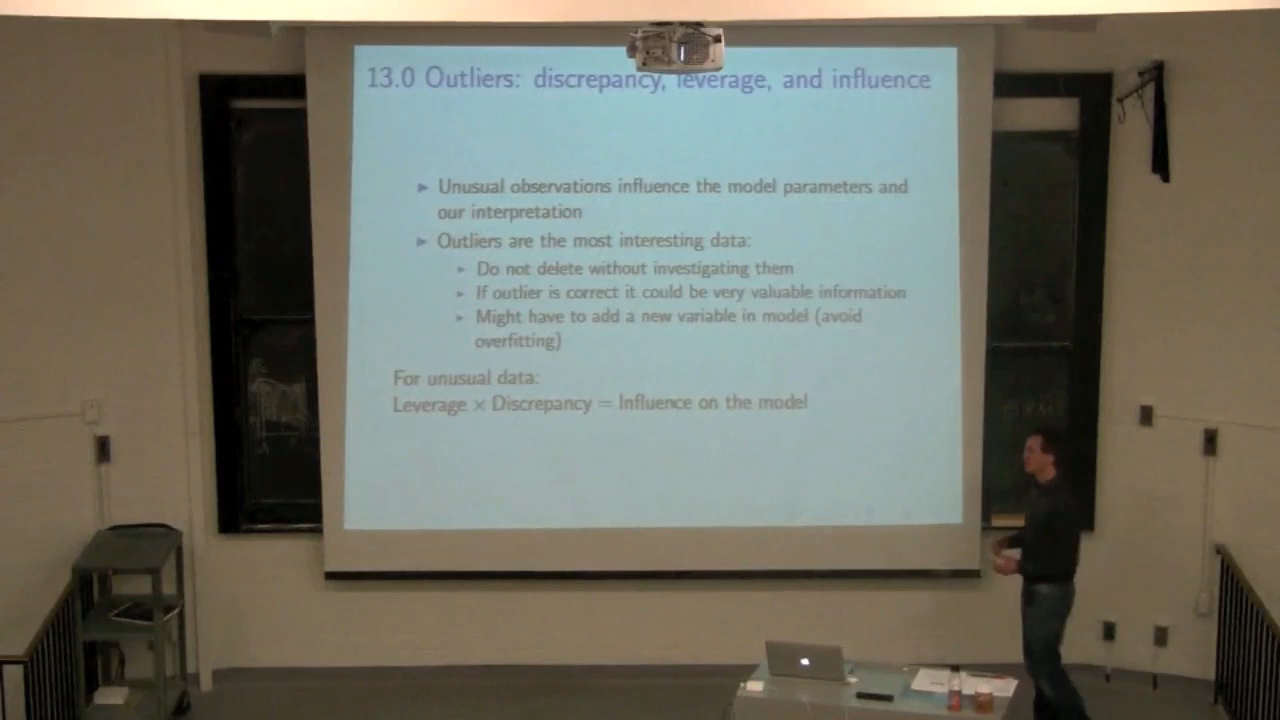 13.0 Outliers: discrepancy, leverage, and influence
Unusual observations influence the model parameters and
our interpretation
Outliers are the most interesting data:
Do not delete without investigating them
If outlier is correct it could be very valuable information
Might have to add a new variable in model (avoid
overfitting)
For unusual data:
Leverage × Discrepancy = Influence on the model